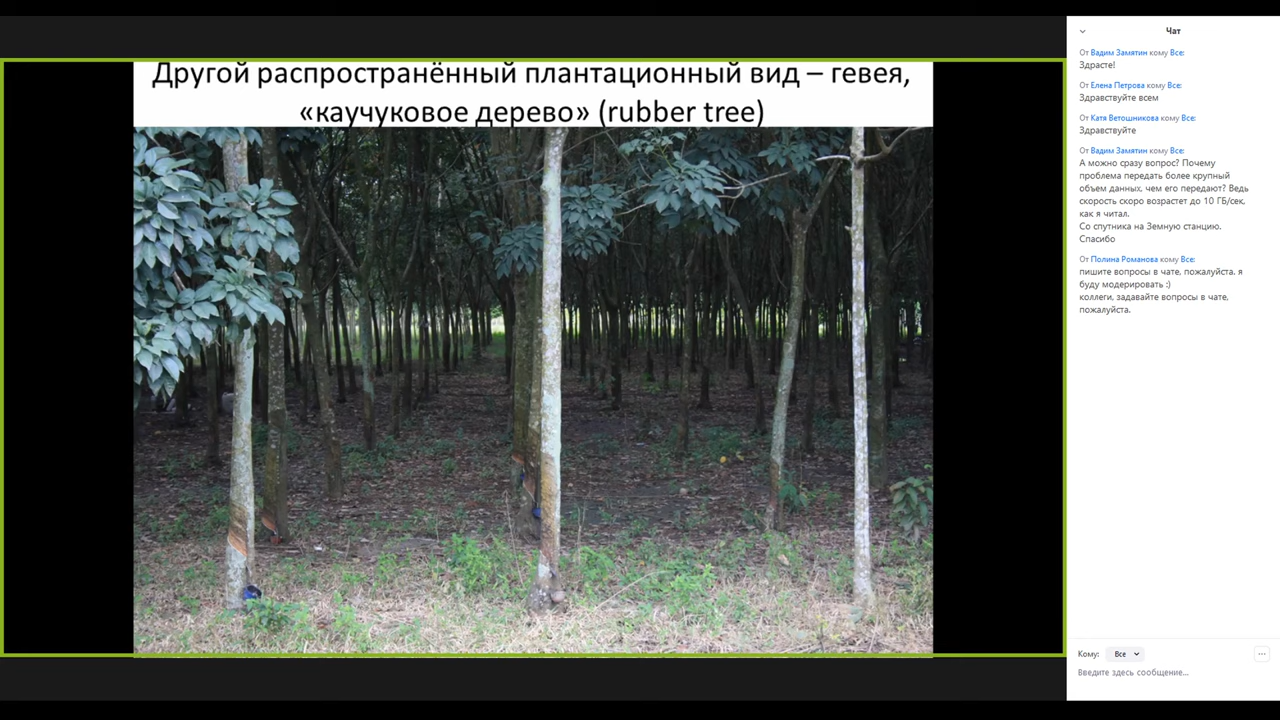 Другой распространённый плантационный вид – гевея,
«каучуковое дерево» (rubber tree)
Чат
От Вадим Замятин кому Все:
Здрасте!
От Елена Петрова кому Все:
Здравствуйте всем
От Катя Ветошникова кому Все:
Здравствуйте
От Вадим Замятин кому Все:
А можно сразу вопрос? Почему
проблема передать более крупный
объем данных, чем его передают? Ведь
скорость скоро возрастет до 10 ГБ/сек,
как я читал.
Со спутника на Земную станцию.
Спасибо
От Полина Романова кому Все:
пишите вопросы в чате, пожалуйста. я
буду модерировать :)
коллеги, задавайте вопросы в чате,
пожалуйста.
Кому: Все
Введите здесь сообщение...